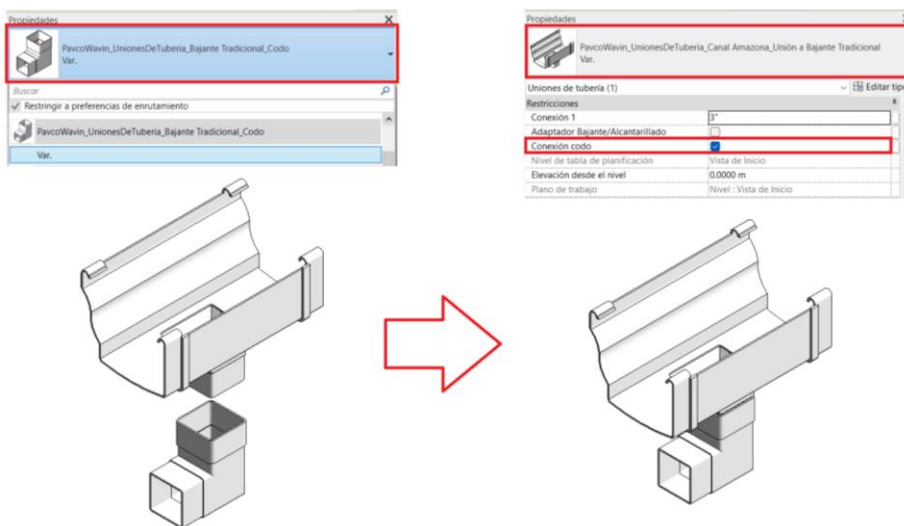 Propiedades
PavcoWavin_UnionesDeTuberia_Bajante Tradicional_Codo
Var.
Buscar
Restringir a preferencias de enrutamiento
PavcoWavin_UnionesDeTuberia_Bajante Tradicional_Codo
Var.
Propiedades
PavcoWavin_UnionesDeTuberia_Canal Amazona_Unión a Bajante Tradicional
Var.
Uniones de tubería (1) Editar tipo
Restricciones
Conexión 1 3"
Adaptador Bajante/Alcantarillado
Conexión codo
Nivel de tabla de planificación Vista de Inicio
Elevación desde el nivel 0.0000 m
Plano de trabajo Nivel : Vista de Inicio